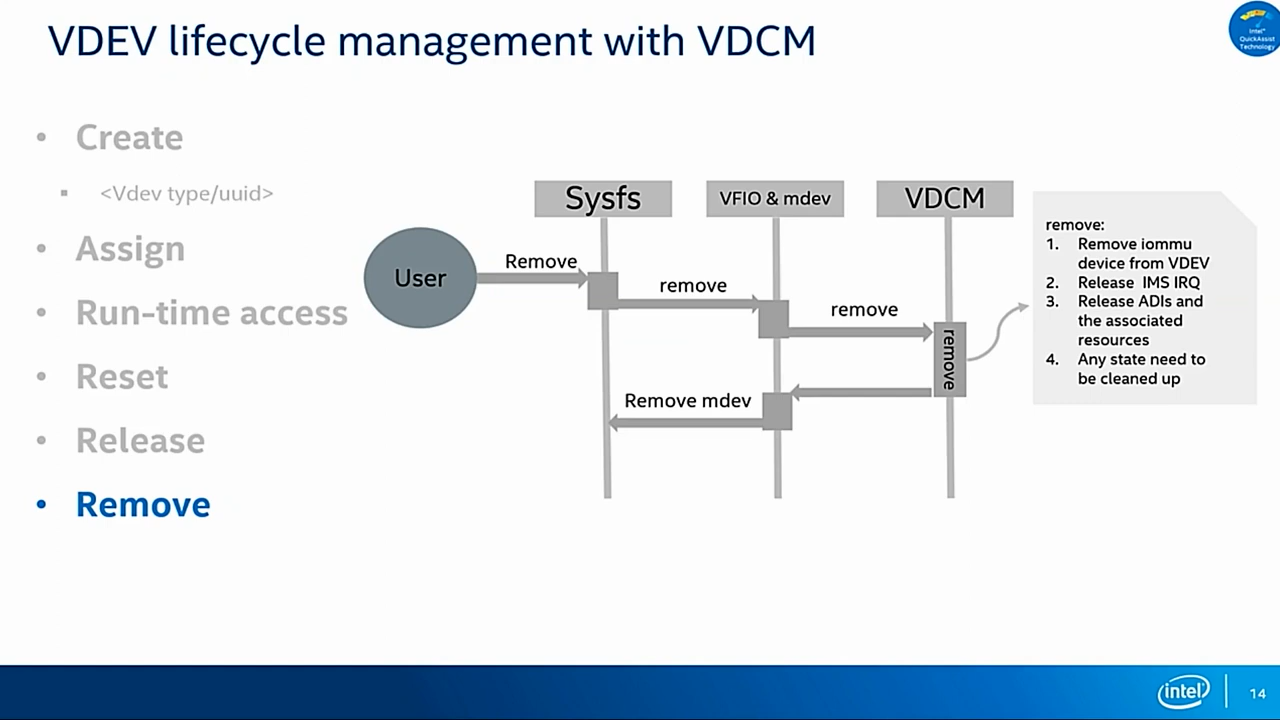 VDEV lifecycle management with VDCM
Intel®
QuickAssist
Technology
• Create
▪ <Vdev type/uuid>
• Assign
• Run-time access
• Reset
• Release
• Remove
Sysfs
VFIO & mdev
VDCM
User
Remove
remove
remove
remove
Remove mdev
remove:
1. Remove iommu
device from VDEV
2. Release IMS IRQ
3. Release ADIs and
the associated
resources
4. Any state need to
be cleaned up
intel
14